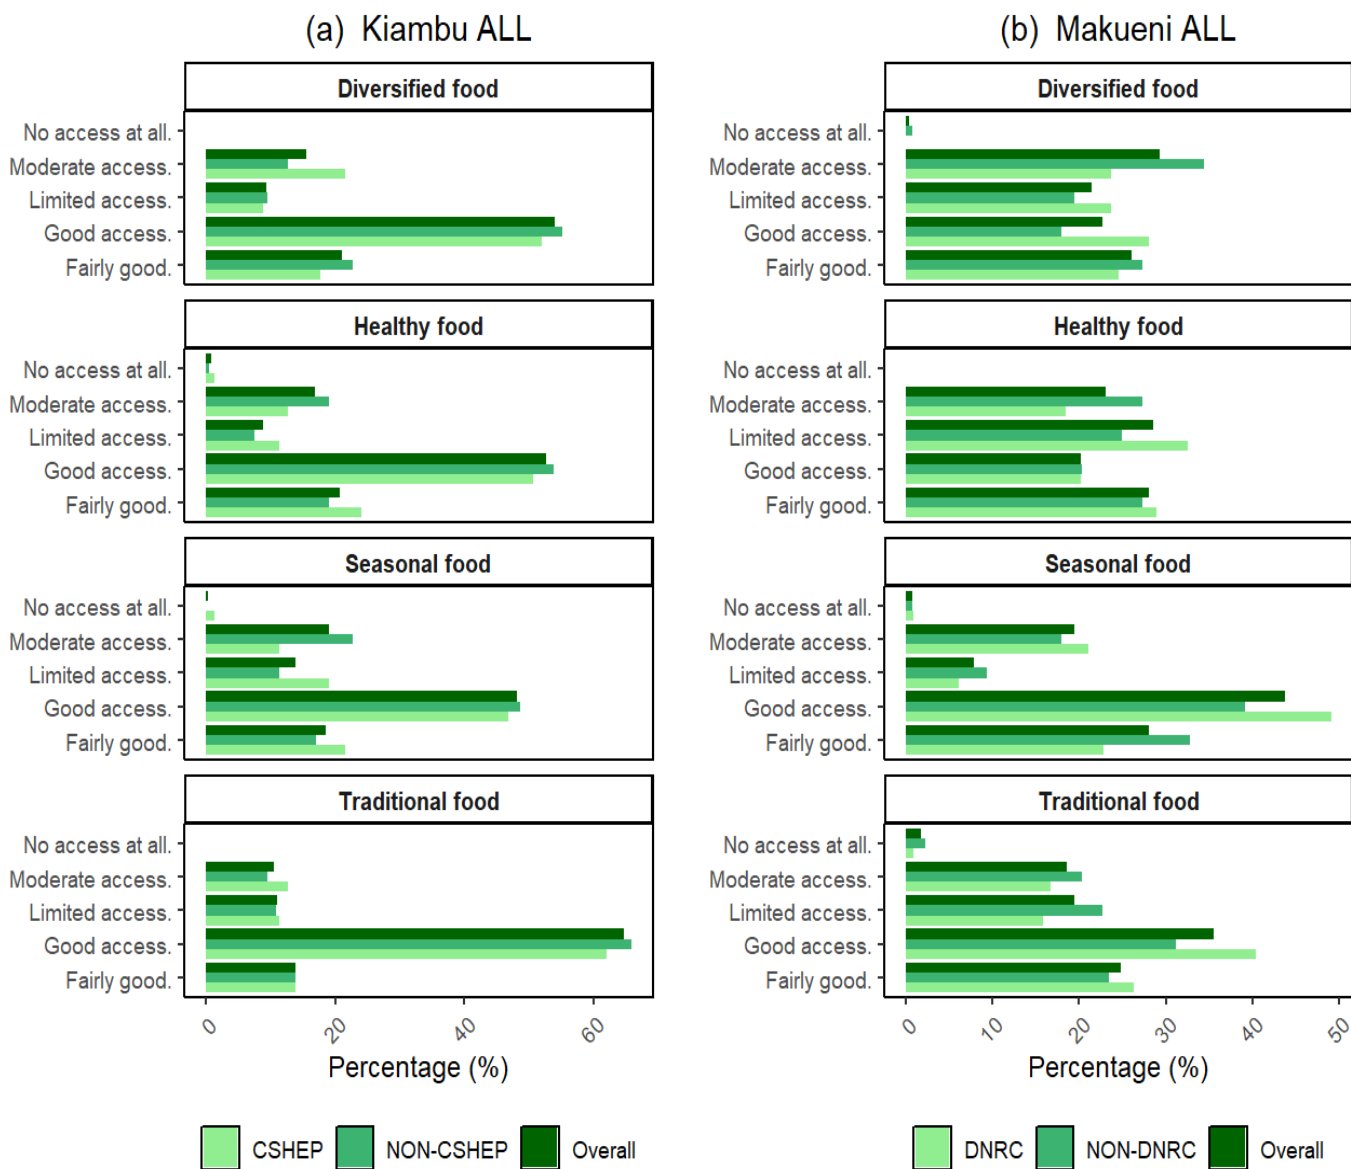 (a) Kiambu ALL
Diversified food
No access at all.
Moderate access.
Limited access.
Good access.
Fairly good.
Healthy food
No access at all.
Moderate access.
Limited access.
Good access.
Fairly good.
Seasonal food
No access at all.
Moderate access.
Limited access.
Good access.
Fairly good.
Traditional food
No access at all.
Moderate access.
Limited access.
Good access.
Fairly good.
0 20 40 60
Percentage (%)
CSHEP NON-CSHEP Overall
(b) Makueni ALL
Diversified food
No access at all.
Moderate access.
Limited access.
Good access.
Fairly good.
Healthy food
No access at all.
Moderate access.
Limited access.
Good access.
Fairly good.
Seasonal food
No access at all.
Moderate access.
Limited access.
Good access.
Fairly good.
Traditional food
No access at all.
Moderate access.
Limited access.
Good access.
Fairly good.
0 10 20 30 40 50
Percentage (%)
DNRC NON-DNRC Overall